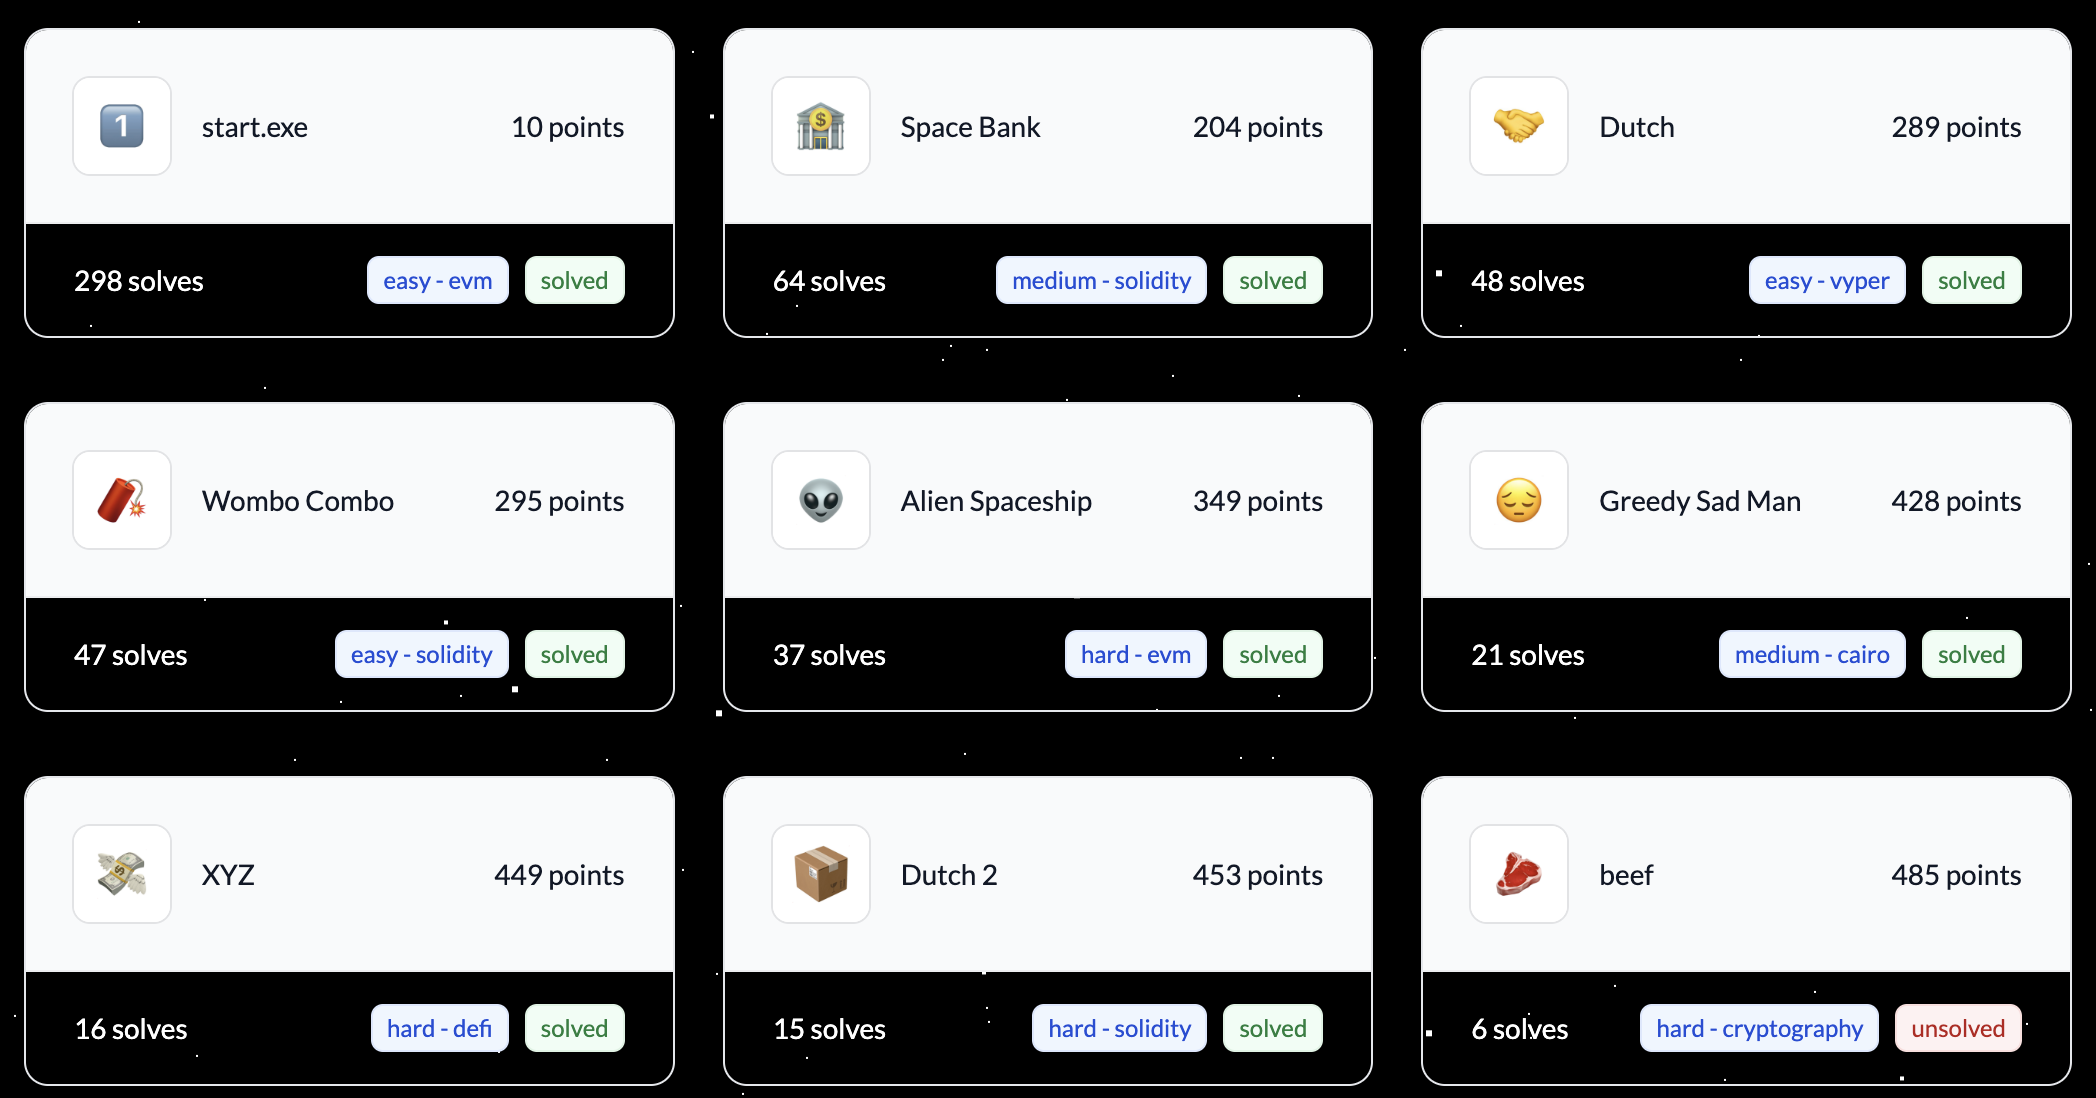 start.exe 10 points
298 solves easy - evm solved
Space Bank 204 points
64 solves medium - solidity solved
Dutch 289 points
48 solves easy - vyper solved
Wombo Combo 295 points
47 solves easy - solidity solved
Alien Spaceship 349 points
37 solves hard - evm solved
Greedy Sad Man 428 points
21 solves medium - cairo solved
XYZ 449 points
16 solves hard - defi solved
Dutch 2 453 points
15 solves hard - solidity solved
beef 485 points
6 solves hard - cryptography unsolved